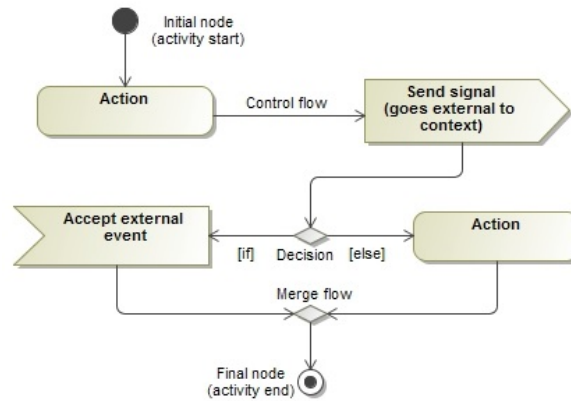 Initial node
(activity start)
Action
Control flow
Send signal
(goes external to
context)
Accept external
event
[if]
Decision
[else]
Action
Merge flow
Final node
(activity end)